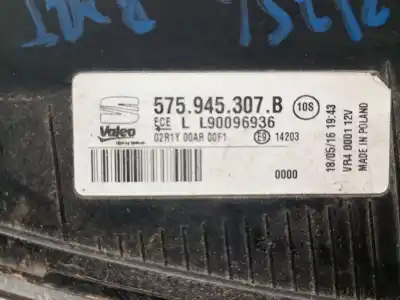 575.945.307.B
10S
ECE L L90096936
Valeo
02R1Y 00AR 00F1 E9 14203
0000
18/05/16 19:43
VR4 0001 12V
MADE IN POLAND